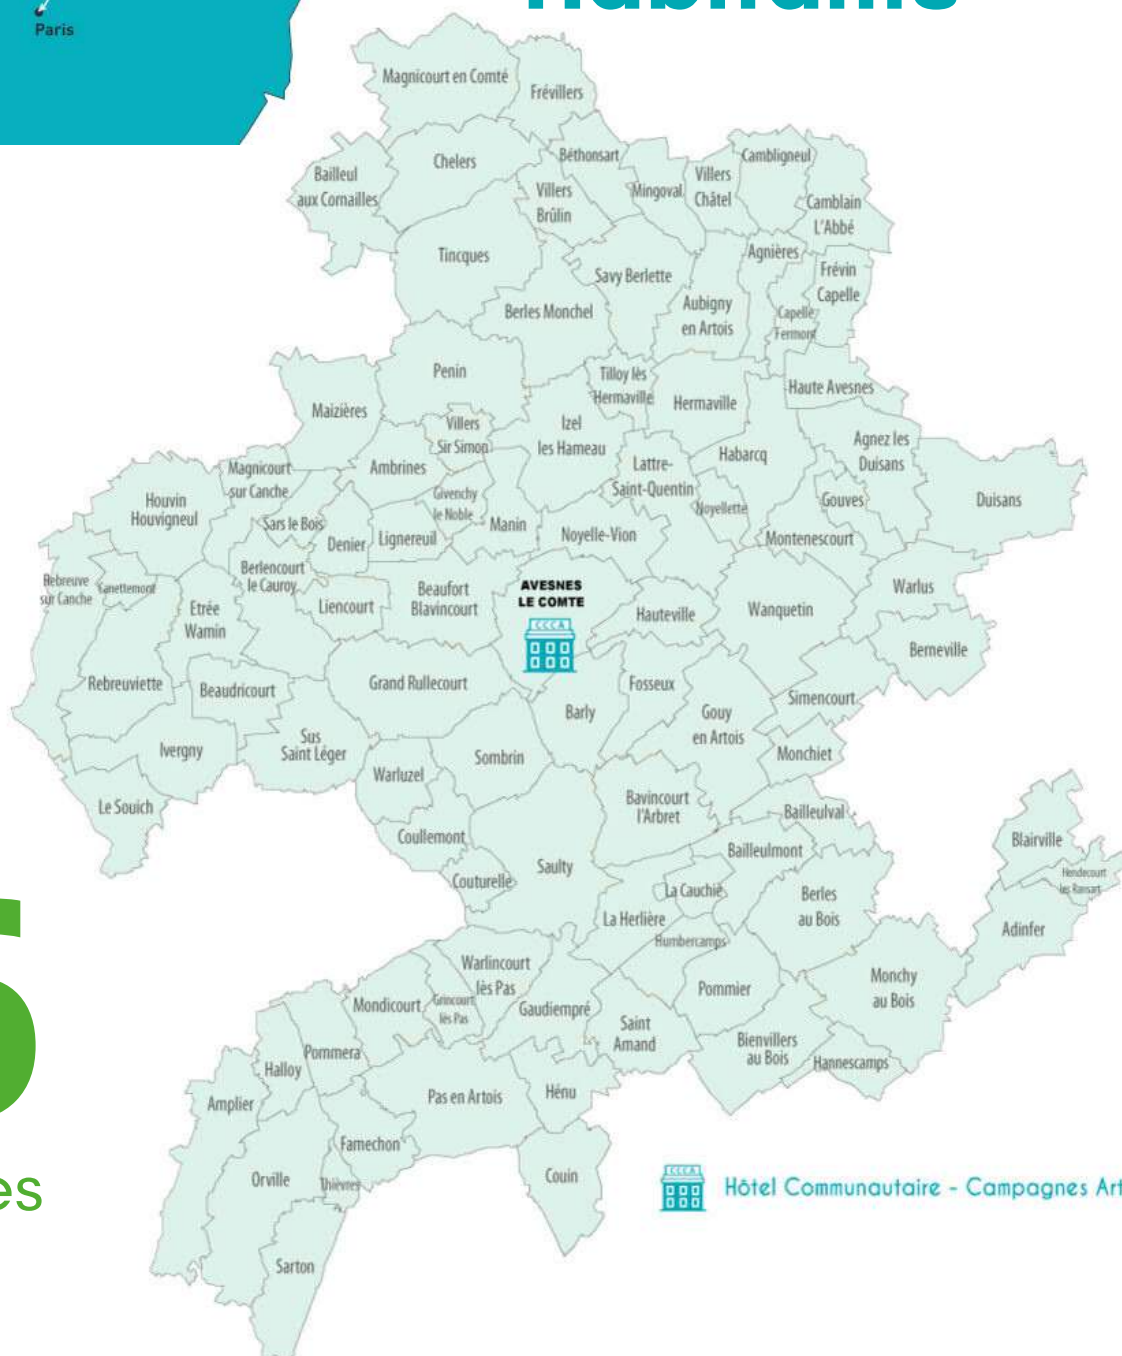 Paris
Magnicourt en Comté
Frévillers
Béthonsart
Cambligneul
Chelers
Bailleul
aux Cornailles
Villers
Brûlin
Mingoval
Villers
Châtel
Camblain
L'Abbé
Tincques
Savy Berlette
Agnières
Frévin
Capelle
Berles Monchel
Aubigny
en Artois
Capelle
Fermont
Penin
Tilloy lès
Hermaville
Hermaville
Haute Avesnes
Maizières
Villers
Sir Simon
Izel
les Hameau
Agnez les
Duisans
Habarcq
Magnicourt
sur Canche
Ambrines
Lattre-
Saint-Quentin
Houvin
Houvigneul
Givenchy
le Noble
Noyellette
Gouves
Duisans
Sars le Bois
Denier
Lignereuil
Manin
Noyelle-Vion
Montenescourt
Rebreuve
sur Canche
Canettemont
Berlencourt
le Cauroy
Beaufort
Blavincourt
AVESNES
LE COMTE
CCCA
Warlus
Etrée
Wamin
Liencourt
Hauteville
Wanquetin
Berneville
Rebreuviette
Beaudricourt
Grand Rullecourt
Fosseux
Simencourt
Barly
Gouy
en Artois
Ivergny
Sus
Saint Léger
Sombrin
Monchiet
Warluzel
Le Souich
Bavincourt
l'Arbret
Bailleulval
Coullemont
Bailleulmont
Blairville
Saulty
Couturelle
La Cauchie
Berles
au Bois
Hendecourt
les Ransart
La Herlière
Adinfer
Humbercamps
Warlincourt
lès Pas
Monchy
au Bois
Mondicourt
Grincourt
lès Pas
Gaudiempré
Pommier
Saint
Amand
Bienvillers
au Bois
Hannescamps
Pommera
Halloy
Amplier
Pas en Artois
Hénu
Famechon
Orville
Thièvres
Couin
es
CCCA
Hôtel Communautaire - Campagnes Art
Sarton